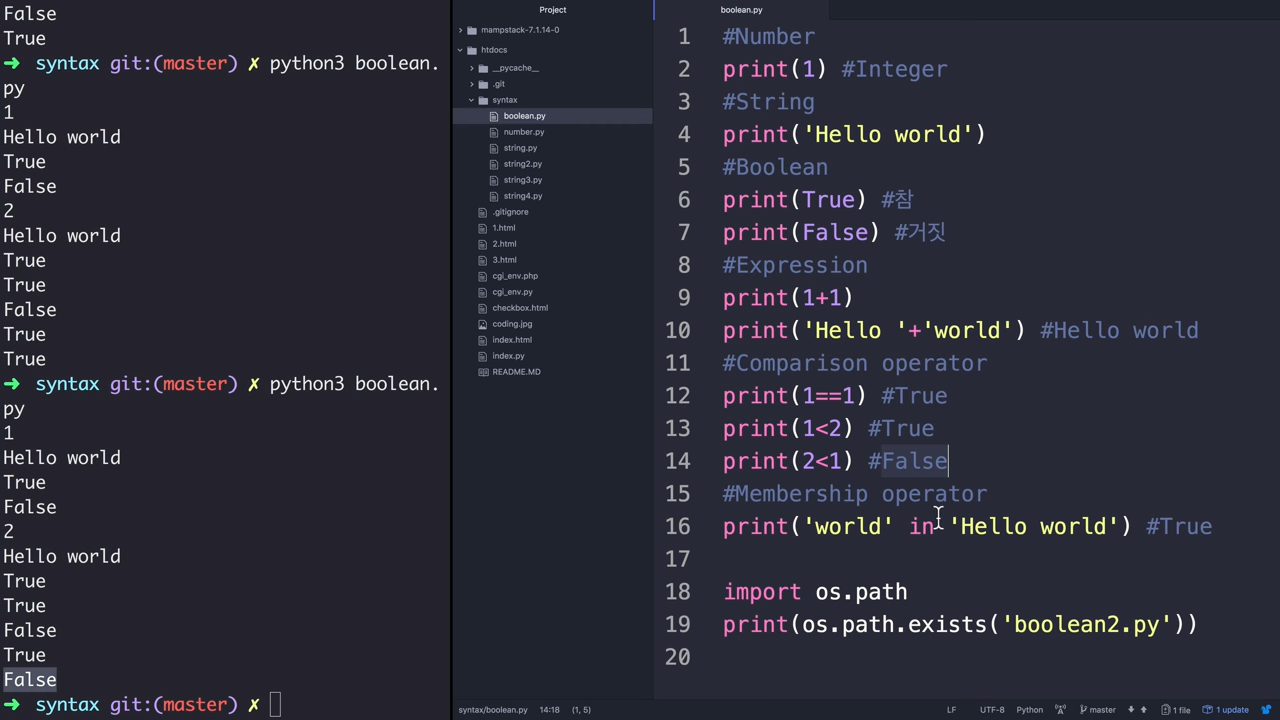 False
True
➜ syntax git:(master) ✗ python3 boolean.
py
1
Hello world
True
False
2
Hello world
True
True
False
True
True
➜ syntax git:(master) ✗ python3 boolean.
py
1
Hello world
True
False
2
Hello world
True
True
False
True
False
➜ syntax git:(master) ✗
Project
mampstack-7.1.14-0
htdocs
__pycache__
.git
syntax
boolean.py
number.py
string.py
string2.py
string3.py
string4.py
.gitignore
1.html
2.html
3.html
cgi_env.php
cgi_env.py
checkbox.html
coding.jpg
index.html
index.py
README.MD
boolean.py
1 #Number
2 print(1) #Integer
3 #String
4 print('Hello world')
5 #Boolean
6 print(True) #참
7 print(False) #거짓
8 #Expression
9 print(1+1)
10 print('Hello '+'world') #Hello world
11 #Comparison operator
12 print(1==1) #True
13 print(1<2) #True
14 print(2<1) #False
15 #Membership operator
16 print('world' in 'Hello world') #True
17
18 import os.path
19 print(os.path.exists('boolean2.py'))
20
syntax/boolean.py 14:18 (1, 5) LF UTF-8 Python master 1 file 1 update